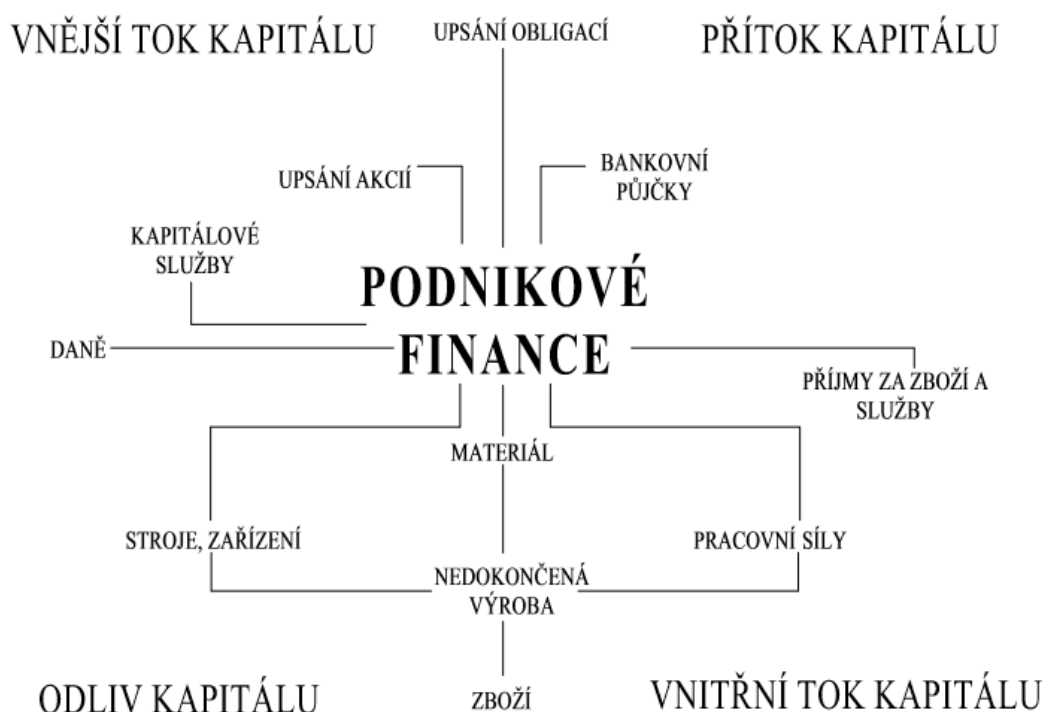 VNĚJŠÍ TOK KAPITÁLU
UPSÁNÍ OBLIGACÍ
PŘÍTOK KAPITÁLU
UPSÁNÍ AKCIÍ
BANKOVNÍ
PŮJČKY
KAPITÁLOVÉ
SLUŽBY
PODNIKOVÉ
FINANCE
DANĚ
PŘÍJMY ZA ZBOŽÍ A
SLUŽBY
MATERIÁL
STROJE, ZAŘÍZENÍ
PRACOVNÍ SÍLY
NEDOKONČENÁ
VÝROBA
ODLIV KAPITÁLU
ZBOŽÍ
VNITŘNÍ TOK KAPITÁLU